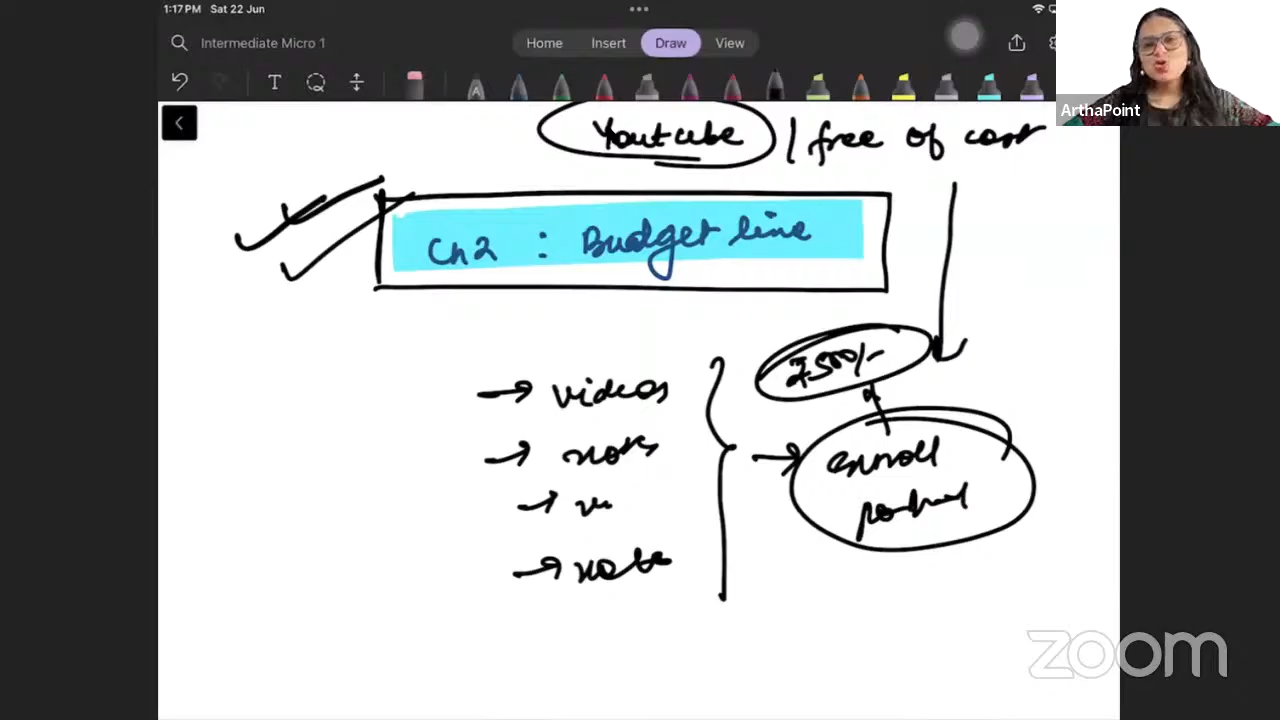 1:17 PM Sat 22 Jun
Intermediate Micro 1
Home Insert Draw View
ArthaPoint
Youtube / free of cost
Ch2 : Budget line
→ videos
→ notes
→ note
enroll
zoom